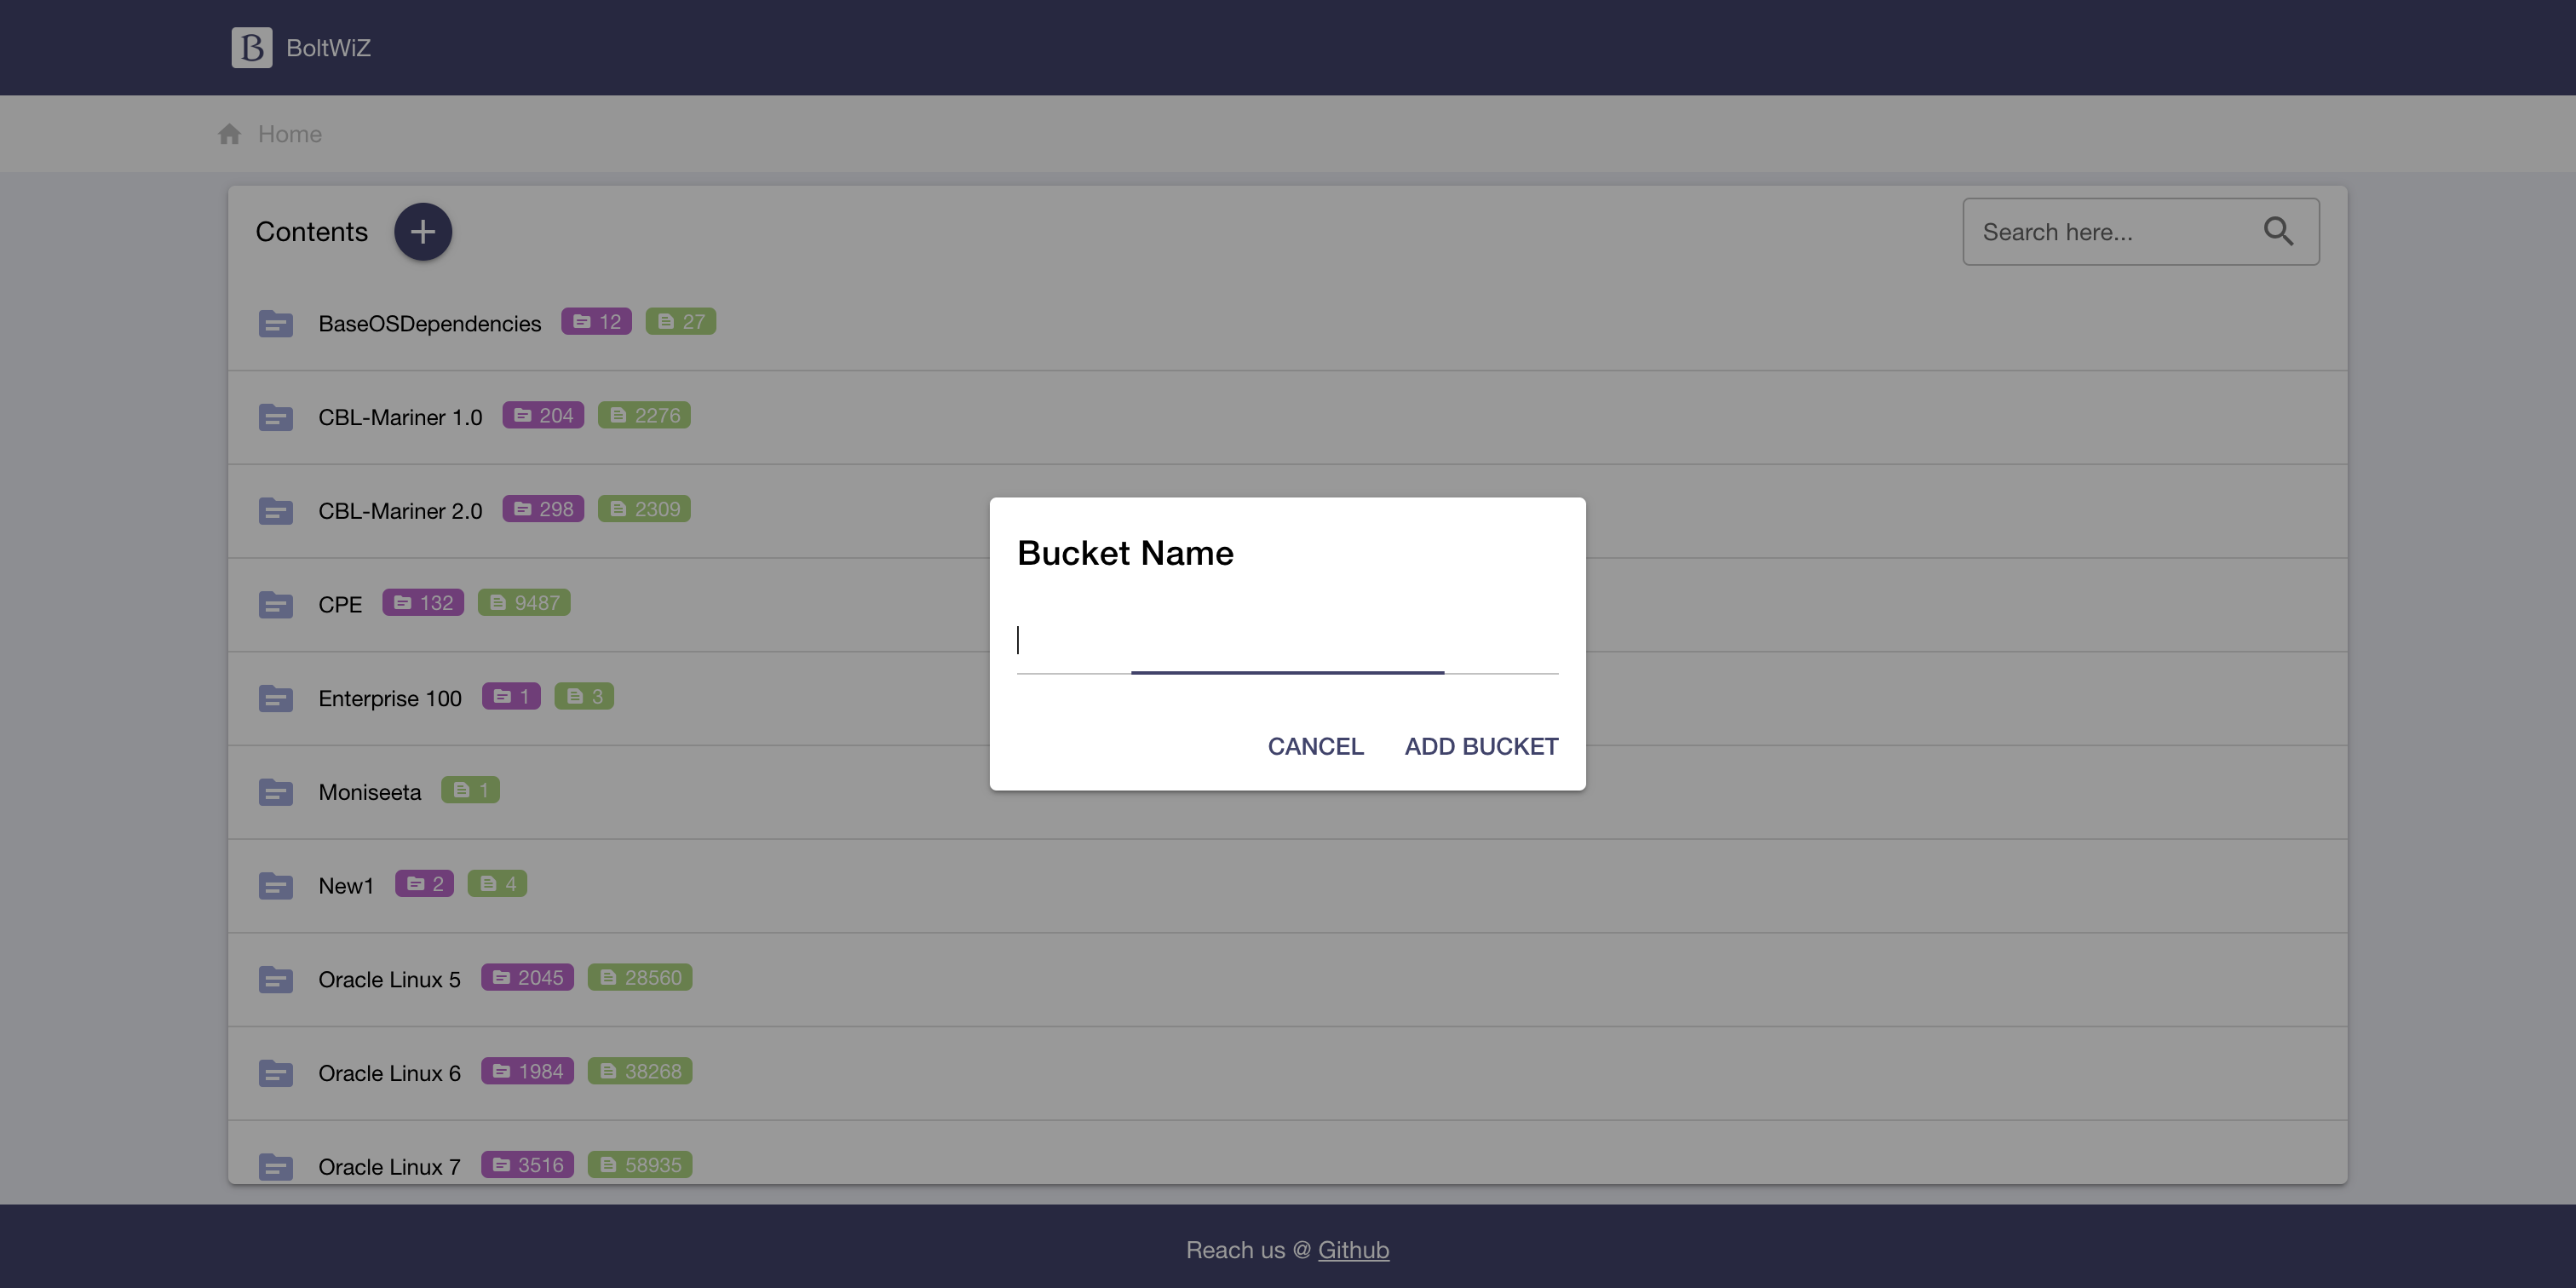 B BoltWiZ
Home
Contents
Search here...
BaseOSDependencies 12 27
CBL-Mariner 1.0 204 2276
CBL-Mariner 2.0 298 2309
CPE 132 9487
Enterprise 100 1 3
Moniseeta 1
New1 2 4
Oracle Linux 5 2045 28560
Oracle Linux 6 1984 38268
Oracle Linux 7 3516 58935
Bucket Name
CANCEL ADD BUCKET
Reach us @ Github